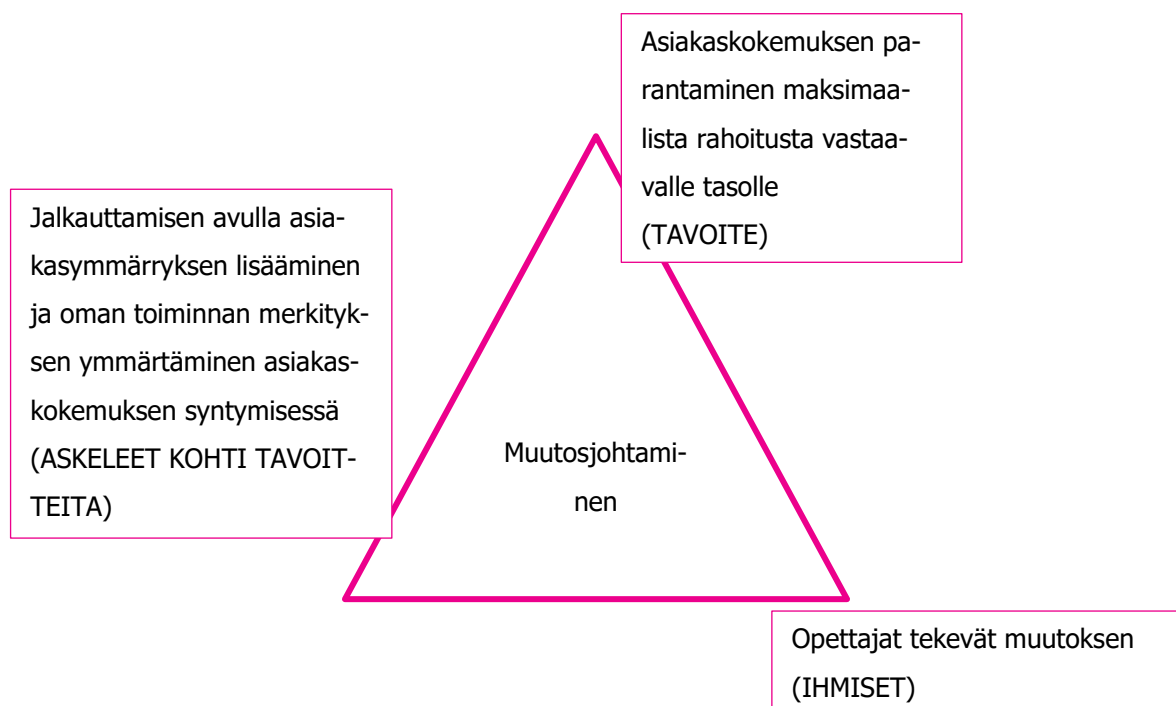 Asiakaskokemuksen pa-
rantaminen maksimaa-
lista rahoitusta vastaa-
valle tasolle
(TAVOITE)
Jalkauttamisen avulla asia-
kasymmärryksen lisääminen
ja oman toiminnan merkityk-
sen ymmärtäminen asiakas-
kokemuksen syntymisessä
(ASKELEET KOHTI TAVOIT-
TEITA)
Muutosjohtami-
nen
Opettajat tekevät muutoksen
(IHMISET)